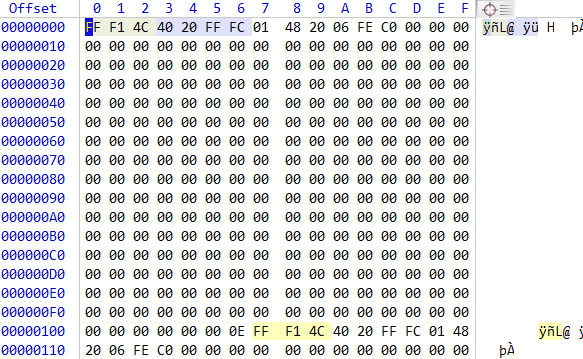 Offset 0 1 2 3 4 5 6 7 8 9 A B C D E F
00000000 FF F1 4C 40 20 FF FC 01 48 20 06 FE C0 00 00 00 ÿñL@ ÿü H þÀ
00000010 00 00 00 00 00 00 00 00 00 00 00 00 00 00 00 00
00000020 00 00 00 00 00 00 00 00 00 00 00 00 00 00 00 00
00000030 00 00 00 00 00 00 00 00 00 00 00 00 00 00 00 00
00000040 00 00 00 00 00 00 00 00 00 00 00 00 00 00 00 00
00000050 00 00 00 00 00 00 00 00 00 00 00 00 00 00 00 00
00000060 00 00 00 00 00 00 00 00 00 00 00 00 00 00 00 00
00000070 00 00 00 00 00 00 00 00 00 00 00 00 00 00 00 00
00000080 00 00 00 00 00 00 00 00 00 00 00 00 00 00 00 00
00000090 00 00 00 00 00 00 00 00 00 00 00 00 00 00 00 00
000000A0 00 00 00 00 00 00 00 00 00 00 00 00 00 00 00 00
000000B0 00 00 00 00 00 00 00 00 00 00 00 00 00 00 00 00
000000C0 00 00 00 00 00 00 00 00 00 00 00 00 00 00 00 00
000000D0 00 00 00 00 00 00 00 00 00 00 00 00 00 00 00 00
000000E0 00 00 00 00 00 00 00 00 00 00 00 00 00 00 00 00
000000F0 00 00 00 00 00 00 00 00 00 00 00 00 00 00 00 00
00000100 00 00 00 00 00 00 0E FF F1 4C 40 20 FF FC 01 48 ÿñL@ ÿ
00000110 20 06 FE C0 00 00 00 00 00 00 00 00 00 00 00 00 þÀ